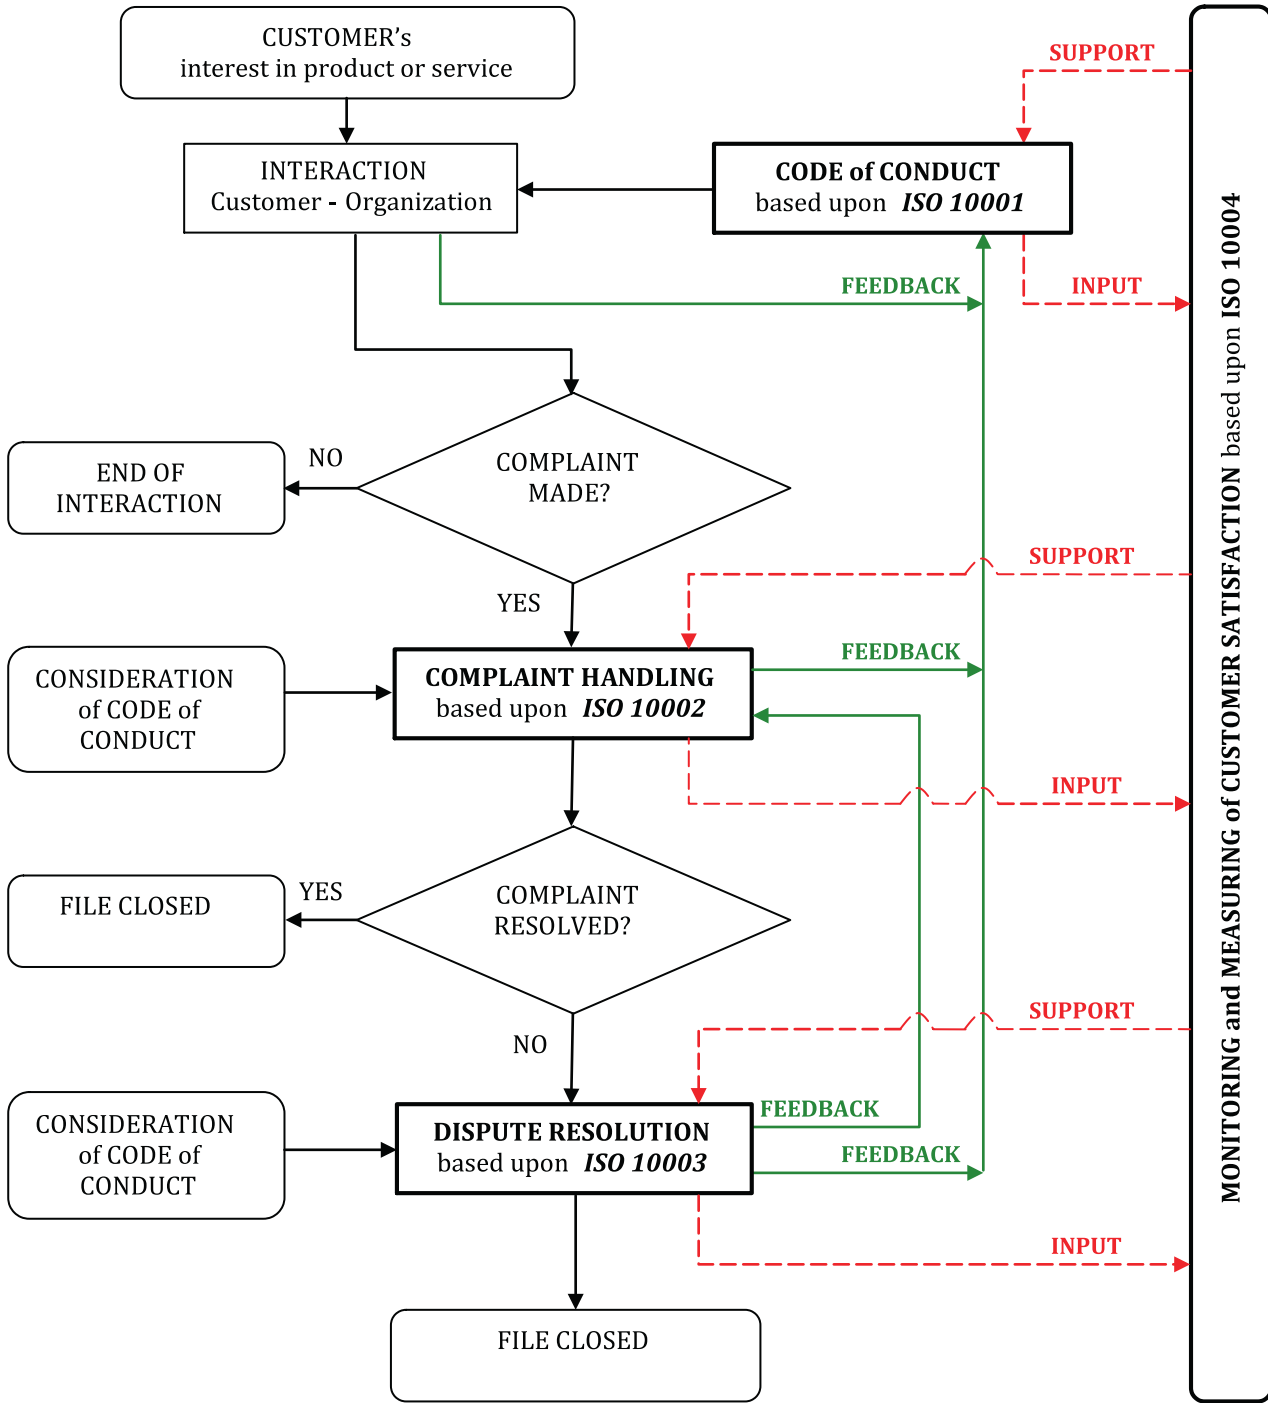 CUSTOMER's
interest in product or service
SUPPORT
INTERACTION
Customer - Organization
CODE of CONDUCT
based upon ISO 10001
FEEDBACK
INPUT
COMPLAINT
MADE?
NO
END OF
INTERACTION
SUPPORT
YES
CONSIDERATION
of CODE of
CONDUCT
COMPLAINT HANDLING
based upon ISO 10002
FEEDBACK
INPUT
COMPLAINT
RESOLVED?
YES
FILE CLOSED
SUPPORT
NO
CONSIDERATION
of CODE of
CONDUCT
DISPUTE RESOLUTION
based upon ISO 10003
FEEDBACK
FEEDBACK
INPUT
FILE CLOSED
MONITORING and MEASURING of CUSTOMER SATISFACTION based upon ISO 10004